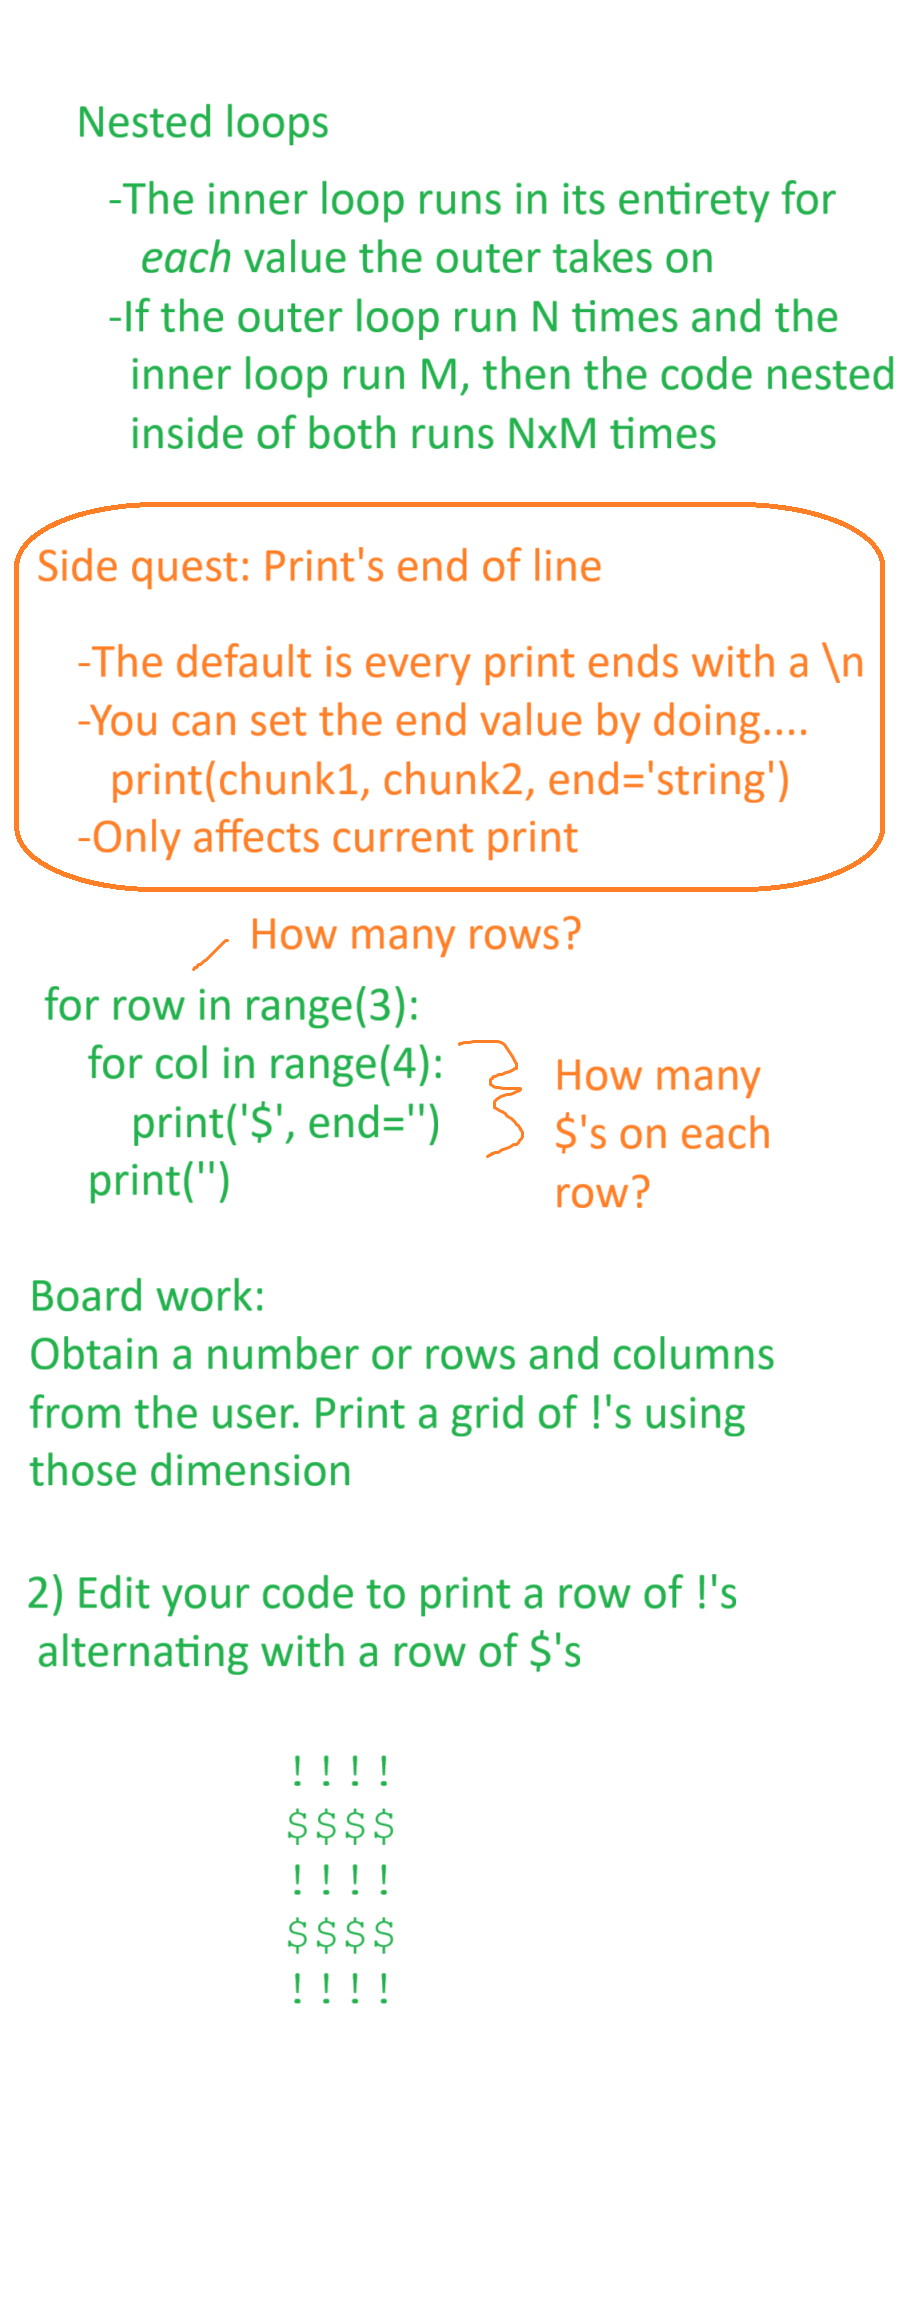 Nested loops
-The inner loop runs in its entirety for
each value the outer takes on
-If the outer loop run N times and the
inner loop run M, then the code nested
inside of both runs NxM times
Side quest: Print's end of line
-The default is every print ends with a \n
-You can set the end value by doing....
print(chunk1, chunk2, end='string')
-Only affects current print
How many rows?
for row in range(3):
for col in range(4):
print('$', end='')
print('')
How many
$'s on each
row?
Board work:
Obtain a number or rows and columns
from the user. Print a grid of !'s using
those dimension
2) Edit your code to print a row of !'s
alternating with a row of $'s
!!!!
$$$$
!!!!
$$$$
!!!!